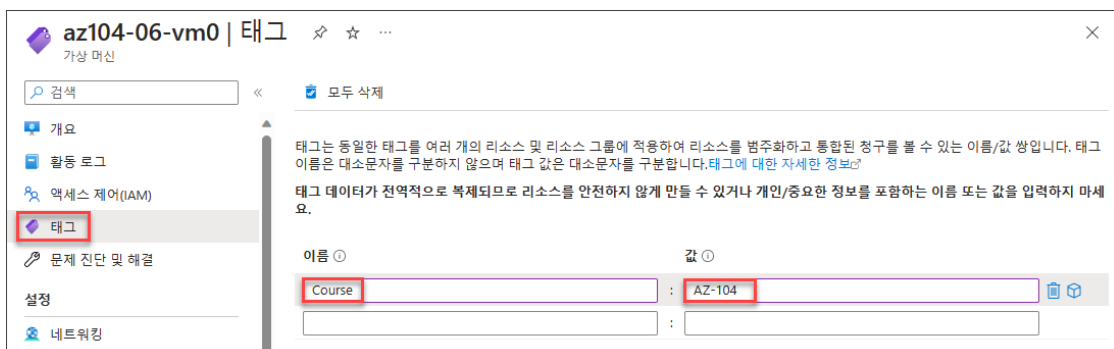 az104-06-vm0 | 태그
가상 머신
검색
모두 삭제
개요
활동 로그
액세스 제어(IAM)
태그
문제 진단 및 해결
설정
네트워킹
태그는 동일한 태그를 여러 개의 리소스 및 리소스 그룹에 적용하여 리소스를 범주화하고 통합된 청구를 볼 수 있는 이름/값 쌍입니다. 태그
이름은 대소문자를 구분하지 않으며 태그 값은 대소문자를 구분합니다.태그에 대한 자세한 정보
태그 데이터가 전역적으로 복제되므로 리소스를 안전하지 않게 만들 수 있거나 개인/중요한 정보를 포함하는 이름 또는 값을 입력하지 마세
요.
이름 값
Course : AZ-104
: